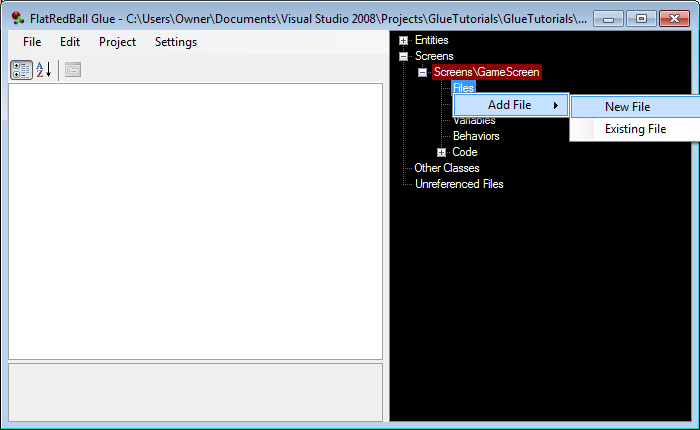 FlatRedBall Glue - C:\Users\Owner\Documents\Visual Studio 2008\Projects\GlueTutorials\GlueTutorials\...
File Edit Project Settings
Entities
Screens
Screens\GameScreen
Files
Add File
New File
Existing File
Variables
Behaviors
Code
Other Classes
Unreferenced Files